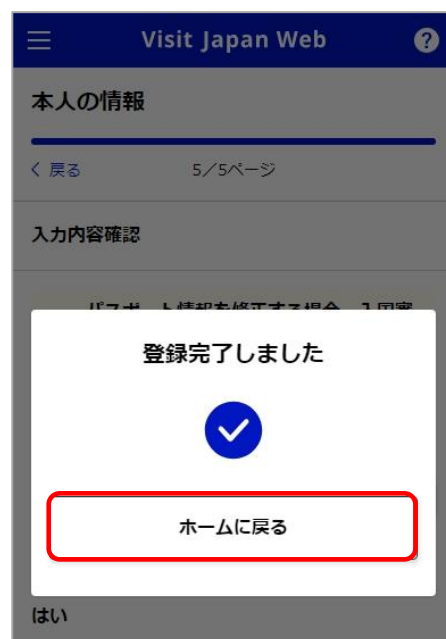 Visit Japan Web
本人の情報
戻る 5／5ページ
入力内容確認
登録完了しました
ホームに戻る
はい